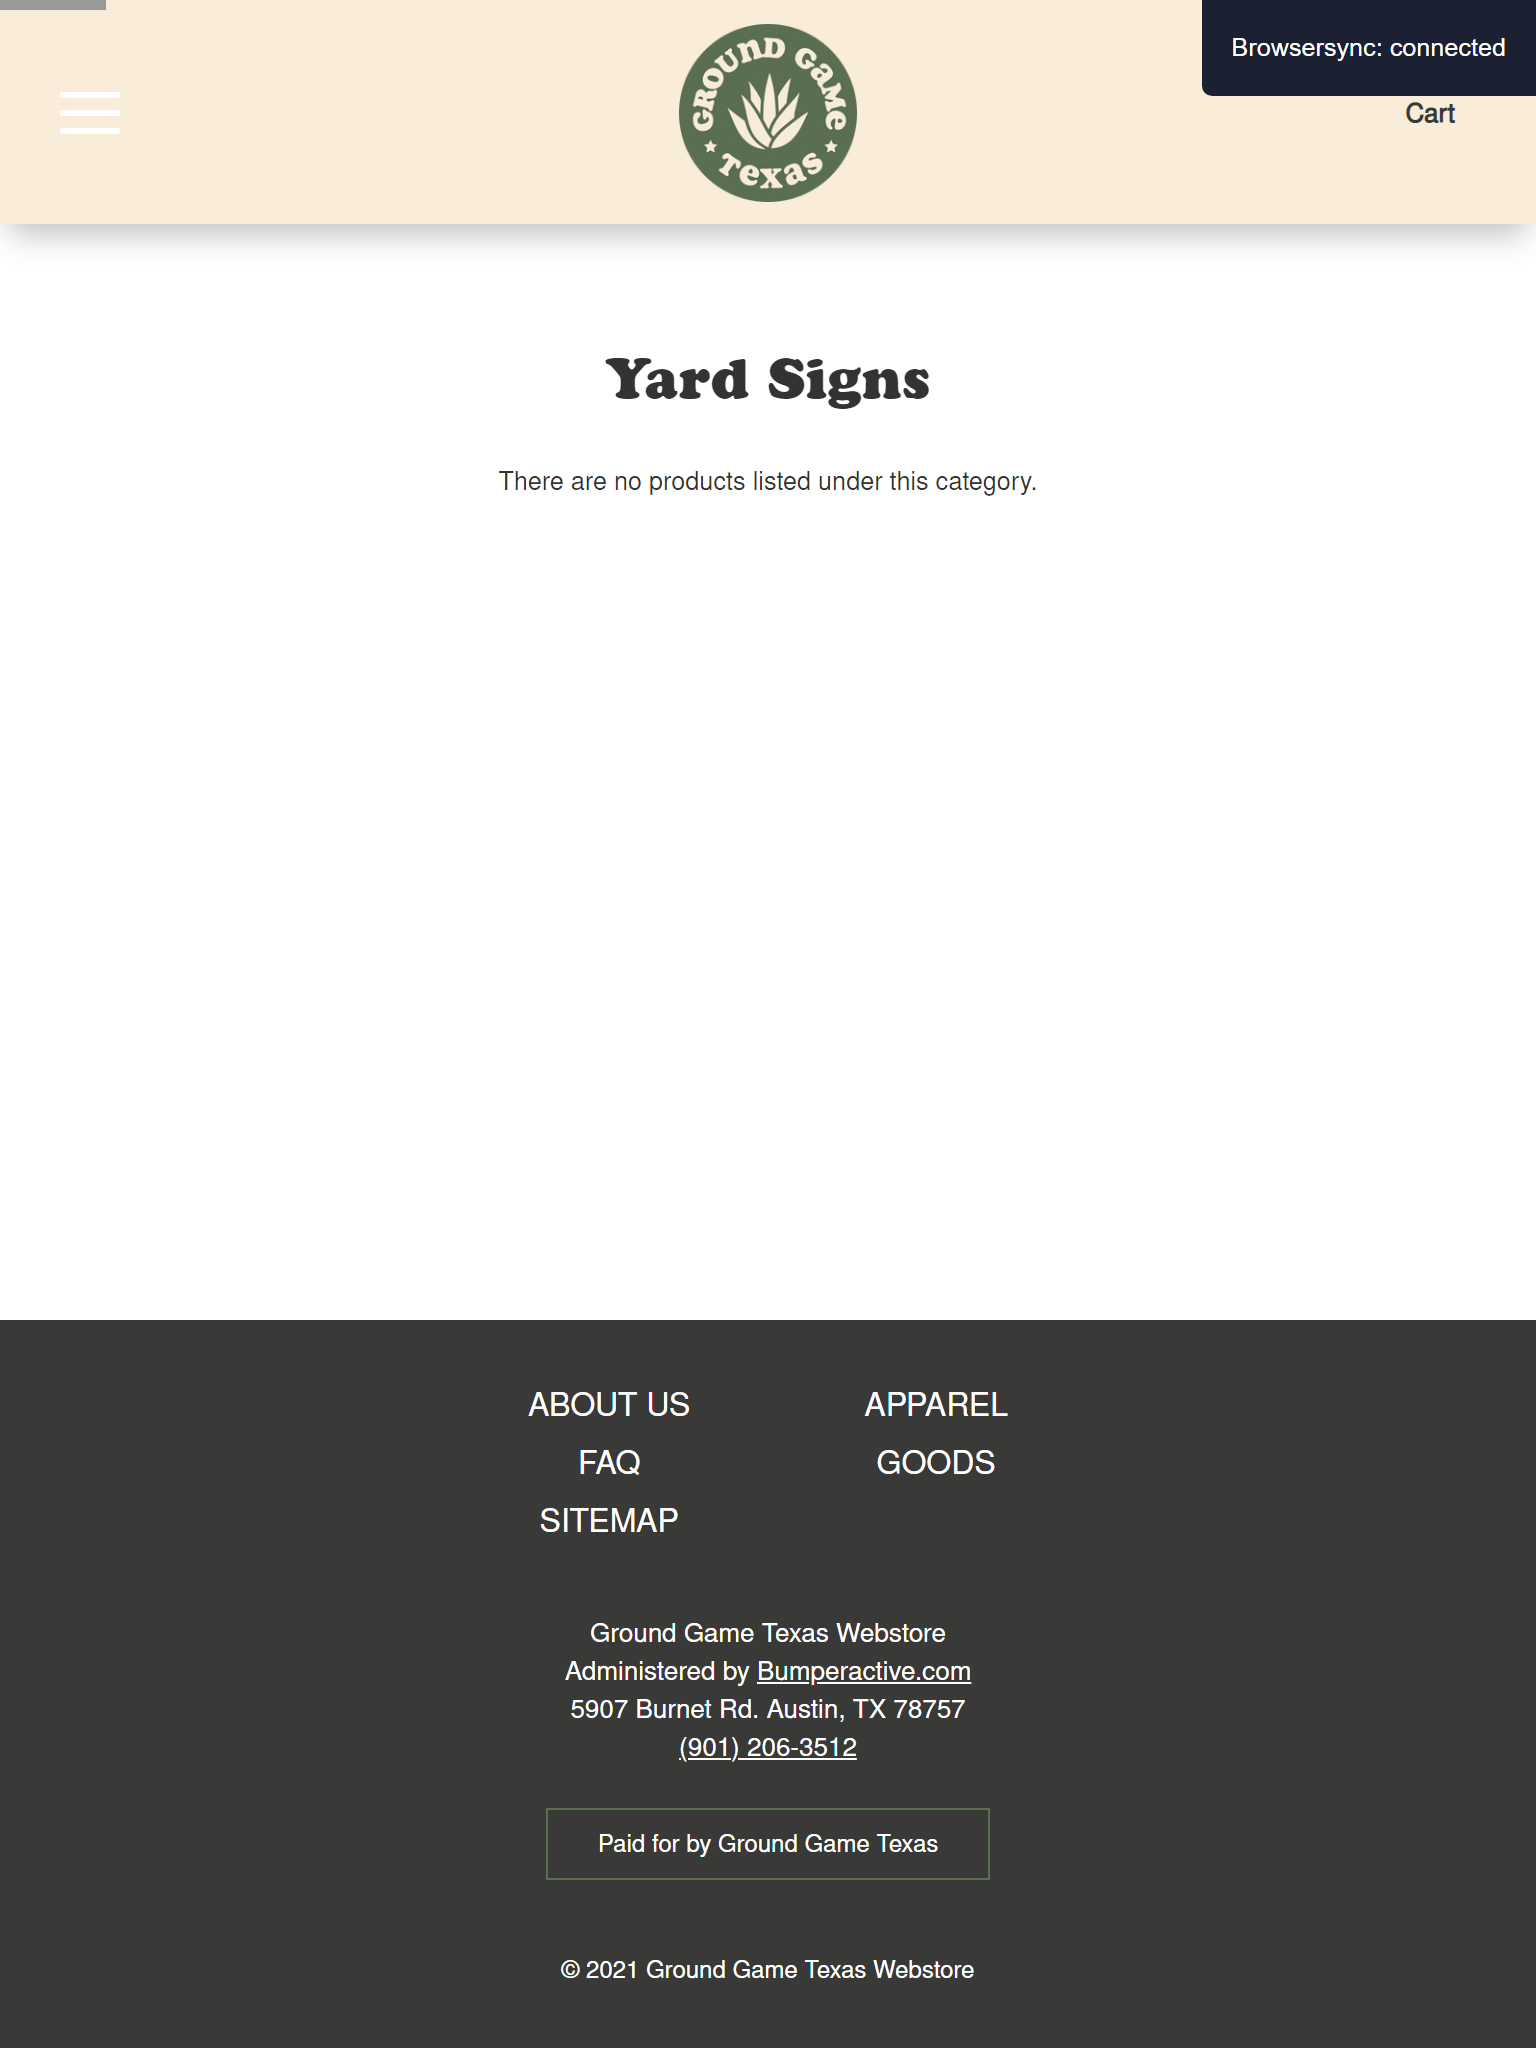 GROUND GAME
TEXAS
Browsersync: connected
Cart
Yard Signs
There are no products listed under this category.
ABOUT US
APPAREL
FAQ
GOODS
SITEMAP
Ground Game Texas Webstore
Administered by Bumperactive.com
5907 Burnet Rd. Austin, TX 78757
(901) 206-3512
Paid for by Ground Game Texas
© 2021 Ground Game Texas Webstore